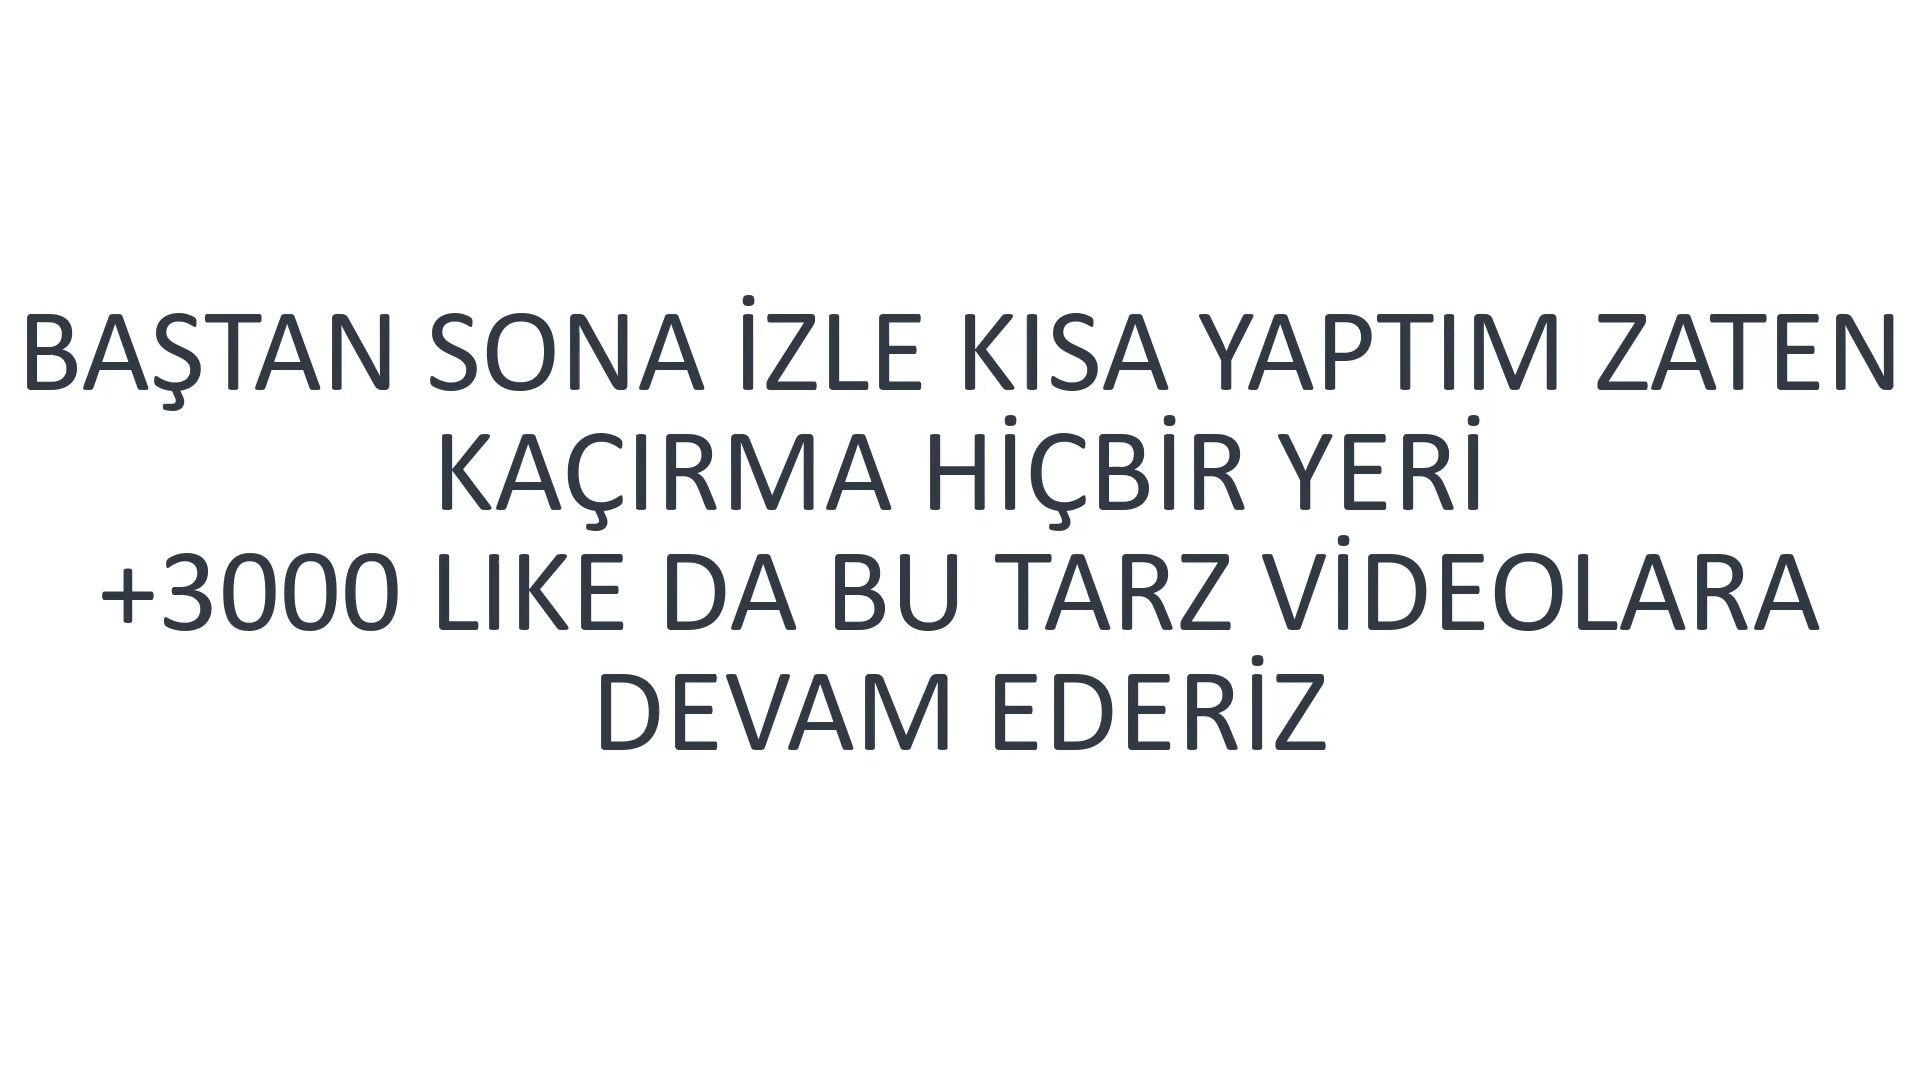 BAŞTAN SONA İZLE KISA YAPTIM ZATEN
KAÇIRMA HİÇBİR YERİ
+3000 LIKE DA BU TARZ VİDEOLARA
DEVAM EDERİZ